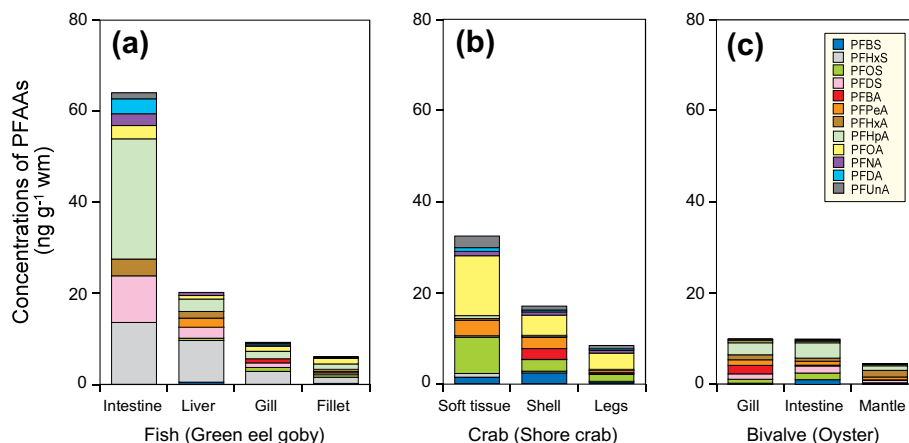 Concentrations of PFAAs
(ng g⁻¹ wm)
80
60
40
20
0
(a)
Intestine Liver Gill Fillet
Fish (Green eel goby)
80
60
40
20
0
(b)
Soft tissue Shell Legs
Crab (Shore crab)
80
60
40
20
0
(c)
PFBS
PFHxS
PFOS
PFDS
PFBA
PFPeA
PFHxA
PFHpA
PFOA
PFNA
PFDA
PFUnA
Gill Intestine Mantle
Bivalve (Oyster)